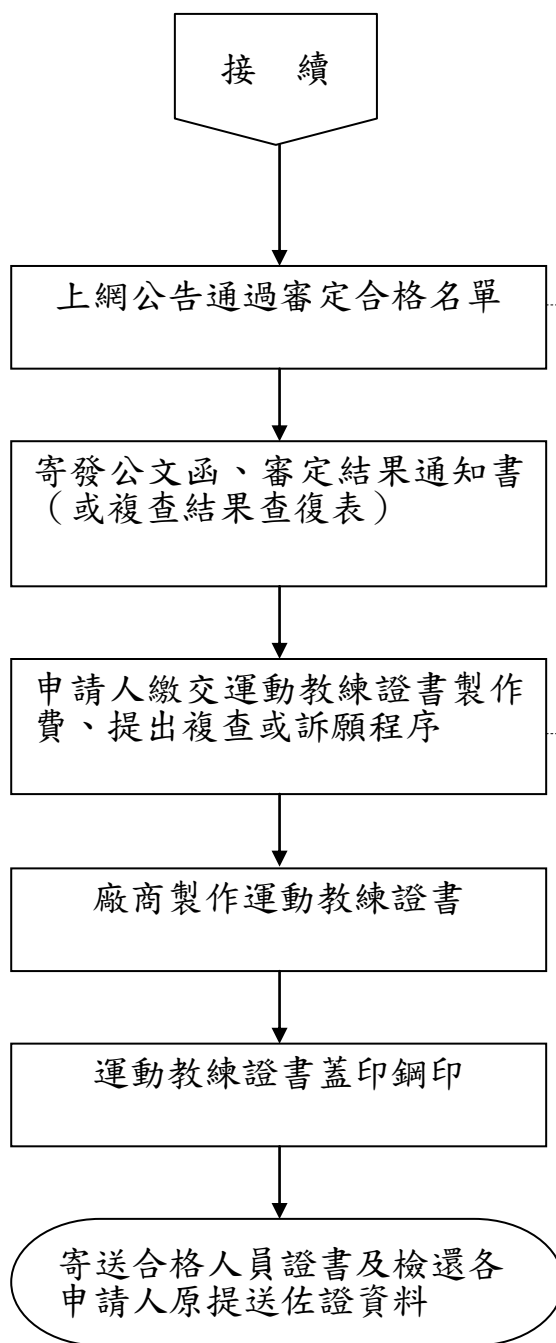 接 續
上網公告通過審定合格名單
寄發公文函、審定結果通知書
（或複查結果查復表）
申請人繳交運動教練證書製作
費、提出複查或訴願程序
廠商製作運動教練證書
運動教練證書蓋印鋼印
寄送合格人員證書及檢還各
申請人原提送佐證資料